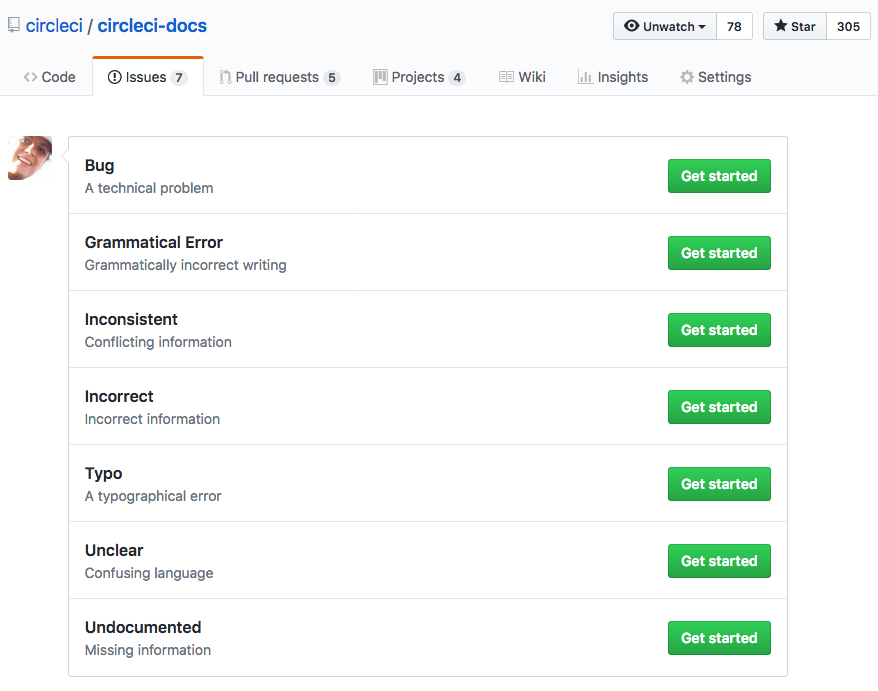 circleci / circleci-docs
Unwatch 78 Star 305
Code Issues 7 Pull requests 5 Projects 4 Wiki Insights Settings
Bug
A technical problem
Get started
Grammatical Error
Grammatically incorrect writing
Get started
Inconsistent
Conflicting information
Get started
Incorrect
Incorrect information
Get started
Typo
A typographical error
Get started
Unclear
Confusing language
Get started
Undocumented
Missing information
Get started